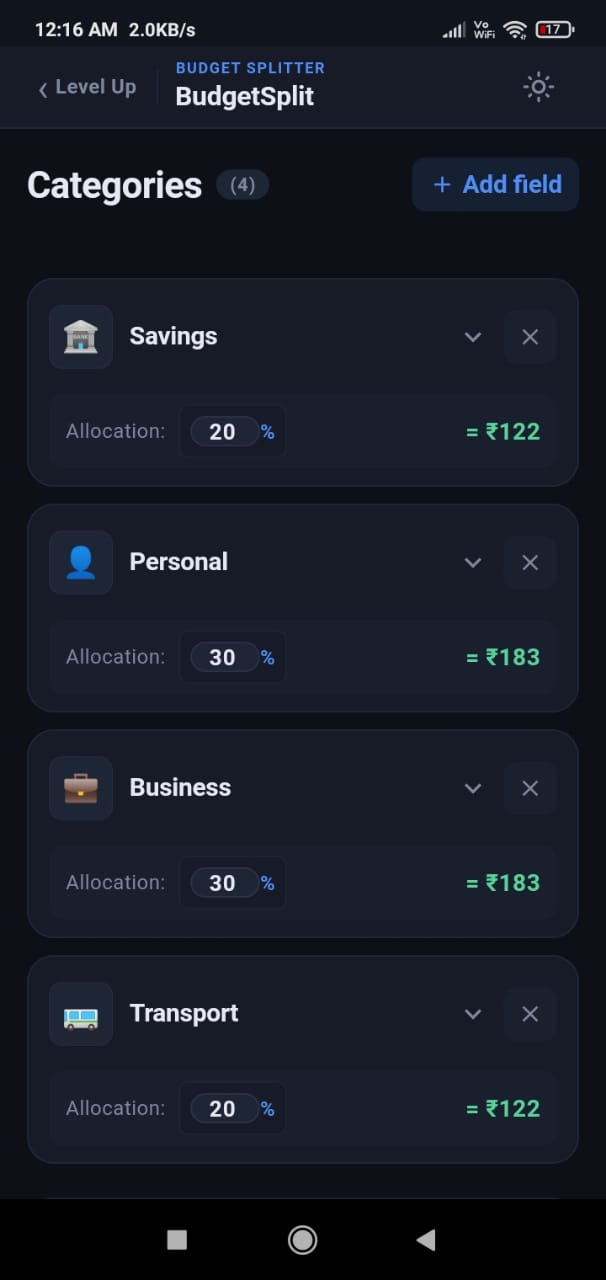 12:16 AM 2.0KB/s Vo WiFi 17
‹ Level Up
BUDGET SPLITTER
BudgetSplit
Categories (4) + Add field
BANK
Savings
Allocation: 20 % = ₹122
Personal
Allocation: 30 % = ₹183
Business
Allocation: 30 % = ₹183
Transport
Allocation: 20 % = ₹122